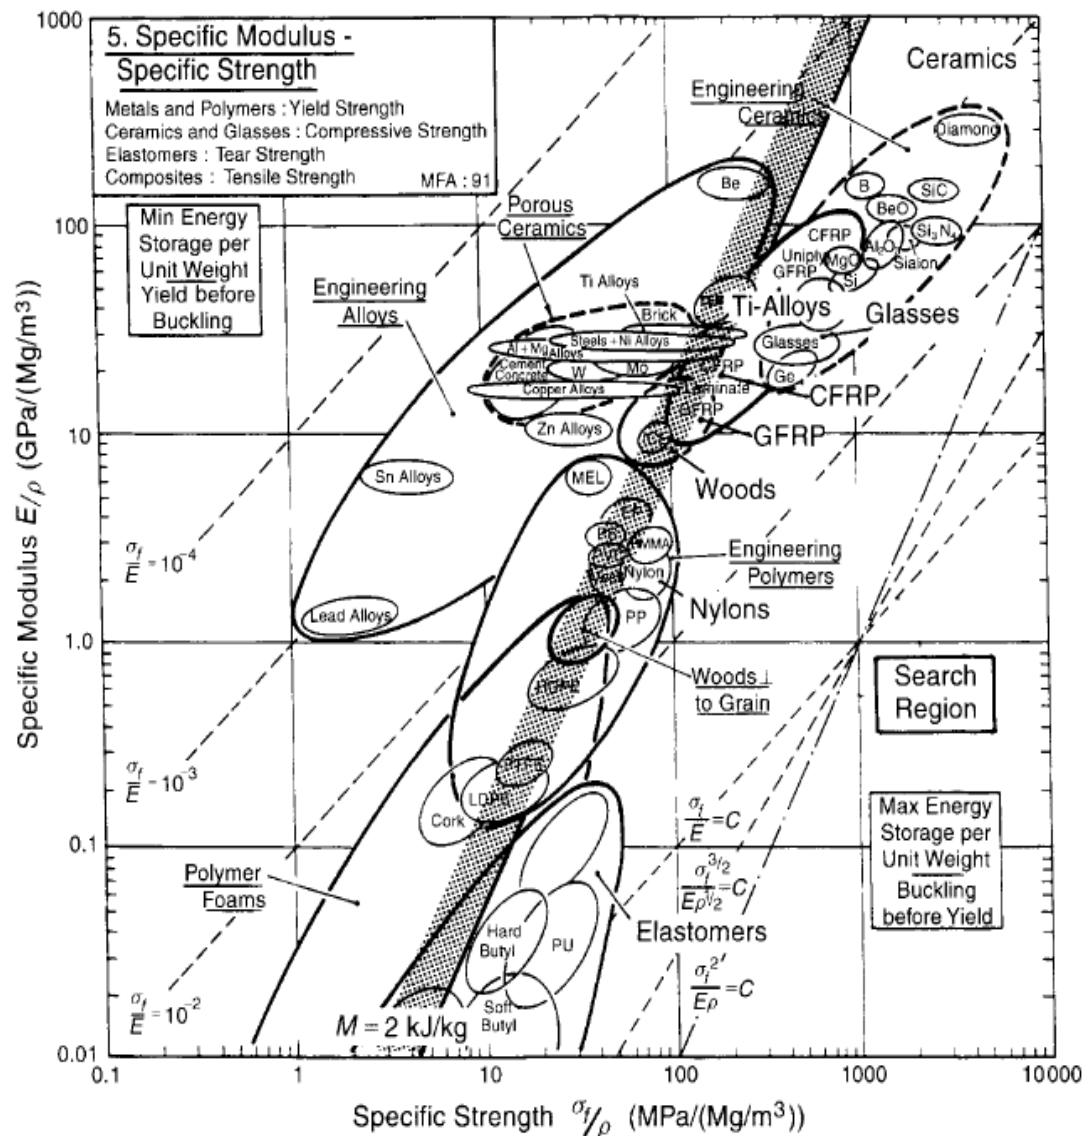 5. Specific Modulus -
Specific Strength
Metals and Polymers : Yield Strength
Ceramics and Glasses : Compressive Strength
Elastomers : Tear Strength
Composites : Tensile Strength MFA : 91
Min Energy
Storage per
Unit Weight
Yield before
Buckling
Engineering
Alloys
Porous
Ceramics
Engineering
Ceramics
Ceramics
Diamond
Be
B
SiC
BeO
Si₃N₄
Al₂O₃
Sialon
CFRP
Uniply
GFRP
MgO
Si
Ti Alloys
Ti-Alloys
Glasses
Brick
Steels + Ni Alloys
Al + Mg
Alloys
Glasses
Cement
Concrete
W
Mo
Ge
Copper Alloys
Laminate
GFRP
CFRP
GFRP
Zn Alloys
Woods
Sn Alloys
MEL
Engineering
Polymers
Nylon
Nylons
Lead Alloys
PP
Woods ⊥
to Grain
LDPE
Cork
Polymer
Foams
Elastomers
Hard
Butyl
PU
Soft
Butyl
M = 2 kJ/kg
Search
Region
Max Energy
Storage per
Unit Weight
Buckling
before Yield
σf/E = 10⁻⁴
σf/E = 10⁻³
σf/E = 10⁻²
σf/E = C
σf^3/2/Eρ^1/2 = C
σf²'/Eρ = C
1000
100
10
1.0
0.1
0.01
Specific Modulus E/ρ (GPa/(Mg/m³))
0.1
1
10
100
1000
10000
Specific Strength σf/ρ (MPa/(Mg/m³))